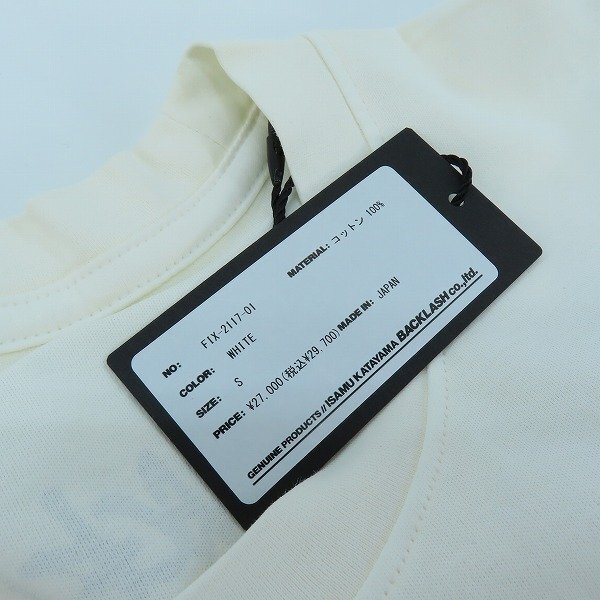 NO: F1X-2117-01
COLOR: WHITE
SIZE: S
PRICE: ¥27,000(税込¥29,700)
MATERIAL: コットン 100%
MADE IN: JAPAN
GENUINE PRODUCTS // ISAMU KATAYAMA BACKLASH co.,ltd.